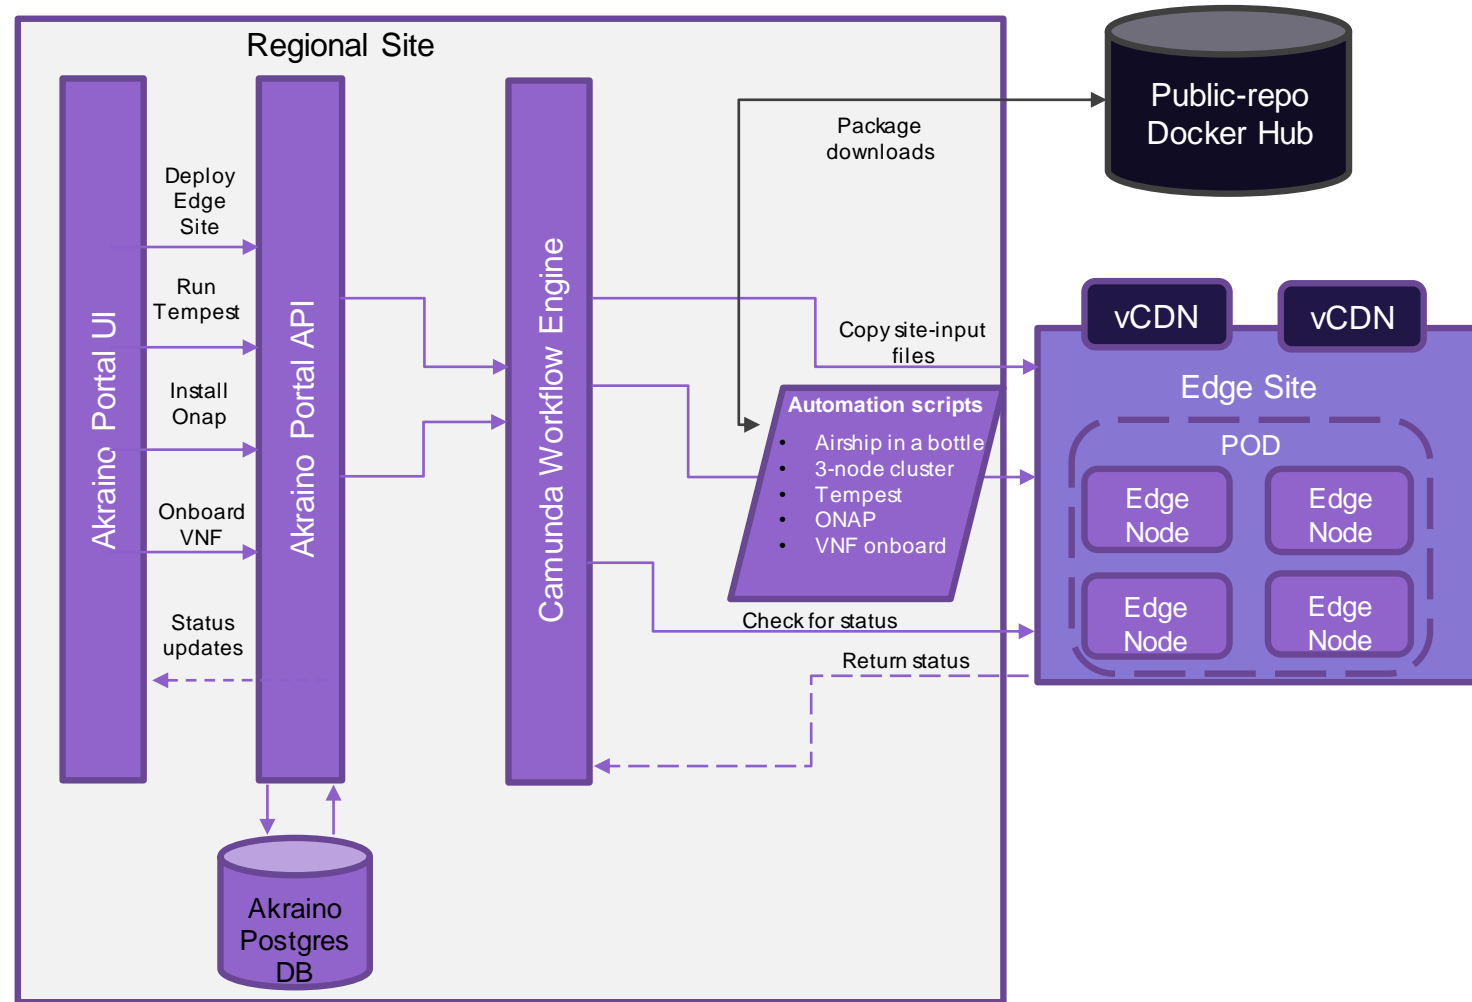 Regional Site
Akraino Portal UI
Deploy
Edge
Site
Run
Tempest
Install
Onap
Onboard
VNF
Status
updates
Akraino Portal API
Akraino
Postgres
DB
Camunda Workflow Engine
Package
downloads
Public-repo
Docker Hub
Copy site-input
files
Automation scripts
• Airship in a bottle
• 3-node cluster
• Tempest
• ONAP
• VNF onboard
Check for status
Return status
vCDN
vCDN
Edge Site
POD
Edge
Node
Edge
Node
Edge
Node
Edge
Node